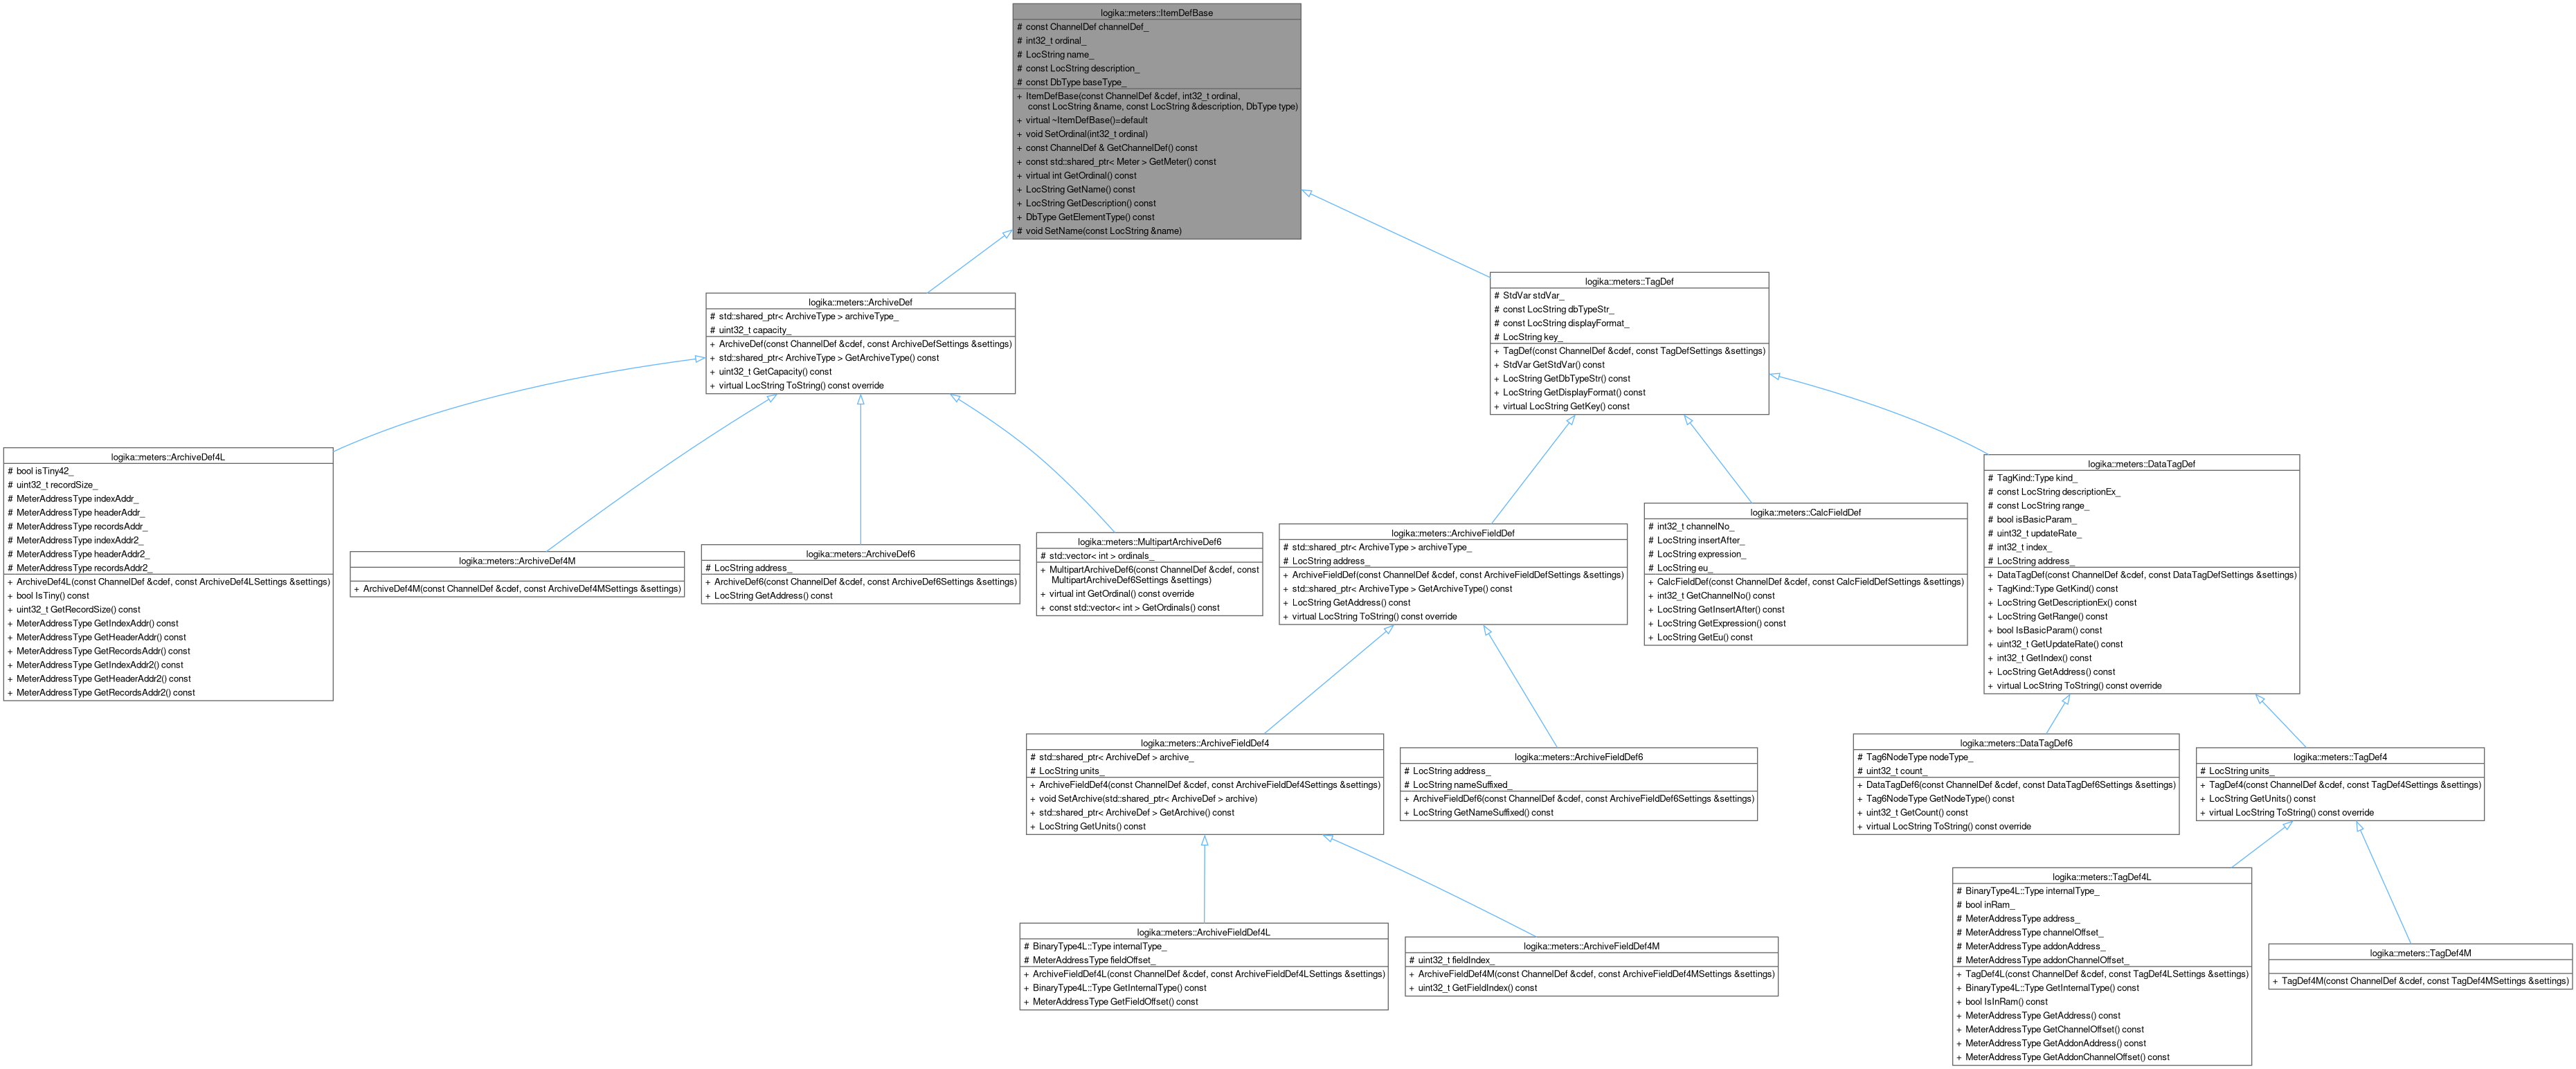 logika::meters::ItemDefBase
# const ChannelDef channelDef_
# int32_t ordinal_
# LocString name_
# const LocString description_
# const DbType baseType_
+ ItemDefBase(const ChannelDef &cdef, int32_t ordinal,
const LocString &name, const LocString &description, DbType type)
+ virtual ~ItemDefBase()=default
+ void SetOrdinal(int32_t ordinal)
+ const ChannelDef & GetChannelDef() const
+ const std::shared_ptr< Meter > GetMeter() const
+ virtual int GetOrdinal() const
+ LocString GetName() const
+ LocString GetDescription() const
+ DbType GetElementType() const
# void SetName(const LocString &name)
logika::meters::ArchiveDef
# std::shared_ptr< ArchiveType > archiveType_
# uint32_t capacity_
+ ArchiveDef(const ChannelDef &cdef, const ArchiveDefSettings &settings)
+ std::shared_ptr< ArchiveType > GetArchiveType() const
+ uint32_t GetCapacity() const
+ virtual LocString ToString() const override
logika::meters::TagDef
# StdVar stdVar_
# const LocString dbTypeStr_
# const LocString displayFormat_
# LocString key_
+ TagDef(const ChannelDef &cdef, const TagDefSettings &settings)
+ StdVar GetStdVar() const
+ LocString GetDbTypeStr() const
+ LocString GetDisplayFormat() const
+ virtual LocString GetKey() const
logika::meters::ArchiveDef4L
# bool isTiny42_
# uint32_t recordSize_
# MeterAddressType indexAddr_
# MeterAddressType headerAddr_
# MeterAddressType recordsAddr_
# MeterAddressType indexAddr2_
# MeterAddressType headerAddr2_
# MeterAddressType recordsAddr2_
+ ArchiveDef4L(const ChannelDef &cdef, const ArchiveDef4LSettings &settings)
+ bool IsTiny() const
+ uint32_t GetRecordSize() const
+ MeterAddressType GetIndexAddr() const
+ MeterAddressType GetHeaderAddr() const
+ MeterAddressType GetRecordsAddr() const
+ MeterAddressType GetIndexAddr2() const
+ MeterAddressType GetHeaderAddr2() const
+ MeterAddressType GetRecordsAddr2() const
logika::meters::ArchiveDef4M
+ ArchiveDef4M(const ChannelDef &cdef, const ArchiveDef4MSettings &settings)
logika::meters::ArchiveDef6
# LocString address_
+ ArchiveDef6(const ChannelDef &cdef, const ArchiveDef6Settings &settings)
+ LocString GetAddress() const
logika::meters::MultipartArchiveDef6
# std::vector< int > ordinals_
+ MultipartArchiveDef6(const ChannelDef &cdef, const
MultipartArchiveDef6Settings &settings)
+ virtual int GetOrdinal() const override
+ const std::vector< int > GetOrdinals() const
logika::meters::ArchiveFieldDef
# std::shared_ptr< ArchiveType > archiveType_
# LocString address_
+ ArchiveFieldDef(const ChannelDef &cdef, const ArchiveFieldDefSettings &settings)
+ std::shared_ptr< ArchiveType > GetArchiveType() const
+ LocString GetAddress() const
+ virtual LocString ToString() const override
logika::meters::CalcFieldDef
# int32_t channelNo_
# LocString insertAfter_
# LocString expression_
# LocString eu_
+ CalcFieldDef(const ChannelDef &cdef, const CalcFieldDefSettings &settings)
+ int32_t GetChannelNo() const
+ LocString GetInsertAfter() const
+ LocString GetExpression() const
+ LocString GetEu() const
logika::meters::DataTagDef
# TagKind::Type kind_
# const LocString descriptionEx_
# const LocString range_
# bool isBasicParam_
# uint32_t updateRate_
# int32_t index_
# LocString address_
+ DataTagDef(const ChannelDef &cdef, const DataTagDefSettings &settings)
+ TagKind::Type GetKind() const
+ LocString GetDescriptionEx() const
+ LocString GetRange() const
+ bool IsBasicParam() const
+ uint32_t GetUpdateRate() const
+ int32_t GetIndex() const
+ LocString GetAddress() const
+ virtual LocString ToString() const override
logika::meters::ArchiveFieldDef4
# std::shared_ptr< ArchiveDef > archive_
# LocString units_
+ ArchiveFieldDef4(const ChannelDef &cdef, const ArchiveFieldDef4Settings &settings)
+ void SetArchive(std::shared_ptr< ArchiveDef > archive)
+ std::shared_ptr< ArchiveDef > GetArchive() const
+ LocString GetUnits() const
logika::meters::ArchiveFieldDef6
# LocString address_
# LocString nameSuffixed_
+ ArchiveFieldDef6(const ChannelDef &cdef, const ArchiveFieldDef6Settings &settings)
+ LocString GetNameSuffixed() const
logika::meters::DataTagDef6
# Tag6NodeType nodeType_
# uint32_t count_
+ DataTagDef6(const ChannelDef &cdef, const DataTagDef6Settings &settings)
+ Tag6NodeType GetNodeType() const
+ uint32_t GetCount() const
+ virtual LocString ToString() const override
logika::meters::TagDef4
# LocString units_
+ TagDef4(const ChannelDef &cdef, const TagDef4Settings &settings)
+ LocString GetUnits() const
+ virtual LocString ToString() const override
logika::meters::ArchiveFieldDef4L
# BinaryType4L::Type internalType_
# MeterAddressType fieldOffset_
+ ArchiveFieldDef4L(const ChannelDef &cdef, const ArchiveFieldDef4LSettings &settings)
+ BinaryType4L::Type GetInternalType() const
+ MeterAddressType GetFieldOffset() const
logika::meters::ArchiveFieldDef4M
# uint32_t fieldIndex_
+ ArchiveFieldDef4M(const ChannelDef &cdef, const ArchiveFieldDef4MSettings &settings)
+ uint32_t GetFieldIndex() const
logika::meters::TagDef4L
# BinaryType4L::Type internalType_
# bool inRam_
# MeterAddressType address_
# MeterAddressType channelOffset_
# MeterAddressType addonAddress_
# MeterAddressType addonChannelOffset_
+ TagDef4L(const ChannelDef &cdef, const TagDef4LSettings &settings)
+ BinaryType4L::Type GetInternalType() const
+ bool IsInRam() const
+ MeterAddressType GetAddress() const
+ MeterAddressType GetChannelOffset() const
+ MeterAddressType GetAddonAddress() const
+ MeterAddressType GetAddonChannelOffset() const
logika::meters::TagDef4M
+ TagDef4M(const ChannelDef &cdef, const TagDef4MSettings &settings)